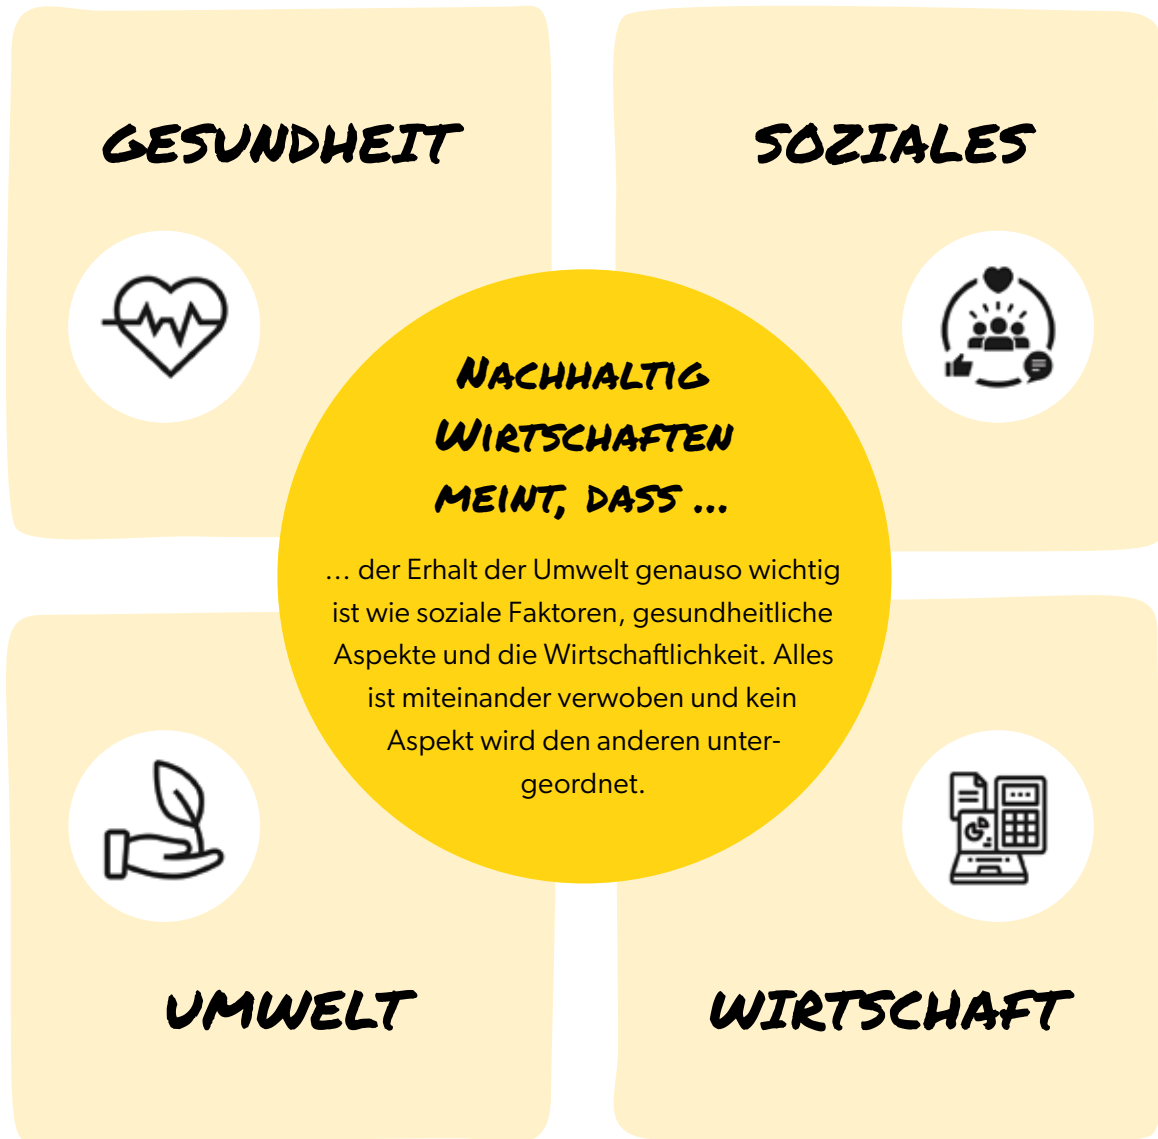 GESUNDHEIT
SOZIALES
NACHHALTIG
WIRTSCHAFTEN
MEINT, DASS ...
... der Erhalt der Umwelt genauso wichtig
ist wie soziale Faktoren, gesundheitliche
Aspekte und die Wirtschaftlichkeit. Alles
ist miteinander verwoben und kein
Aspekt wird den anderen unter-
geordnet.
UMWELT
WIRTSCHAFT